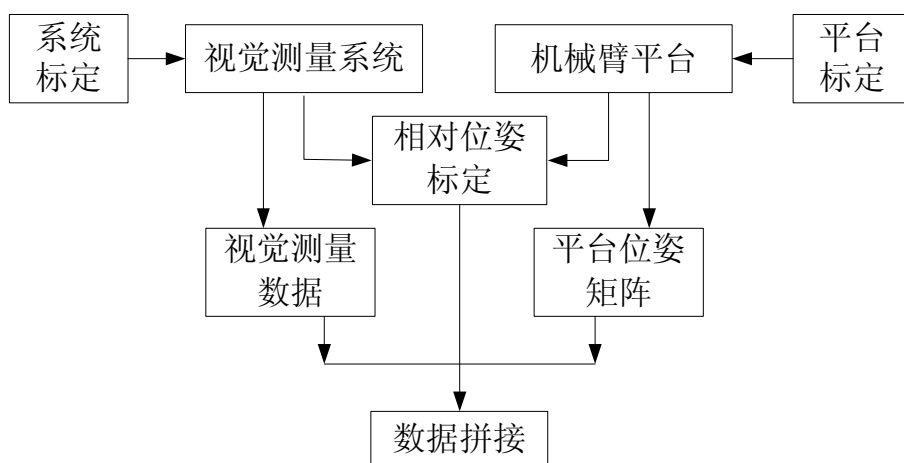 系统
标定
视觉测量系统
机械臂平台
平台
标定
相对位姿
标定
视觉测量
数据
平台位姿
矩阵
数据拼接